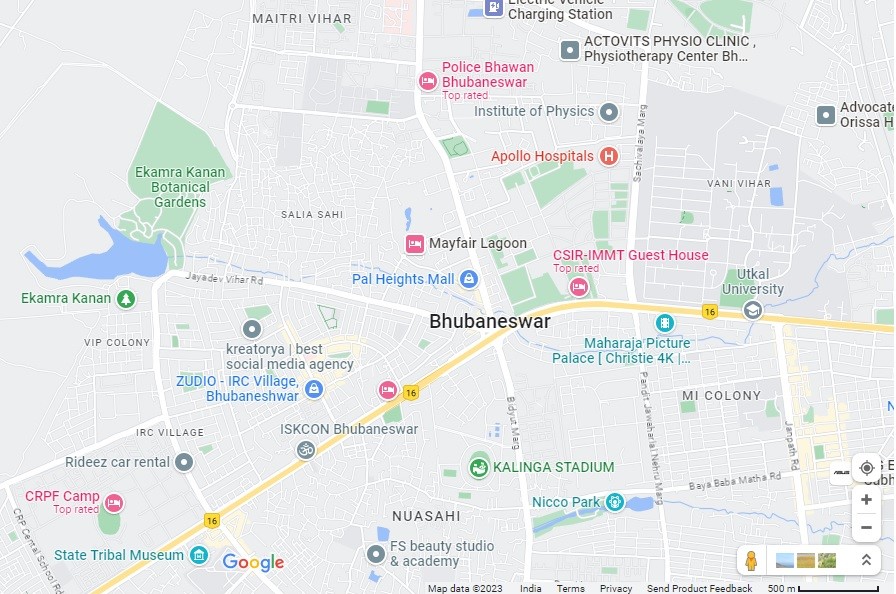 Electric Vehicle
Charging Station
MAITRI VIHAR
ACTOVITS PHYSIO CLINIC ,
Physiotherapy Center Bh...
Police Bhawan
Bhubaneswar
Top rated
Institute of Physics
Advocate
Orissa H
Sachivalaya Marg
Apollo Hospitals
H
Ekamra Kanan
Botanical
Gardens
VANI VIHAR
SALIA SAHI
Mayfair Lagoon
CSIR-IMMT Guest House
Top rated
Jayadev Vihar Rd
Pal Heights Mall
Utkal
University
Ekamra Kanan
16
Bhubaneswar
VIP COLONY
kreatorya | best
social media agency
Maharaja Picture
Palace [ Christie 4K |...
ZUDIO - IRC Village,
Bhubaneshwar
16
MI COLONY
Bidyut Marg
Pandit Jawaharlal Nehru Marg
Janpath Rd
N
IRC VILLAGE
ISKCON Bhubaneswar
ॐ
Rideez car rental
KALINGA STADIUM
ASUS
Baya Baba Matha Rd
CRPF Camp
Top rated
Nicco Park
+
16
NUASAHI
−
CRP Central School Rd
State Tribal Museum
FS beauty studio
& academy
Google
Map data ©2023 India Terms Privacy Send Product Feedback 500 m